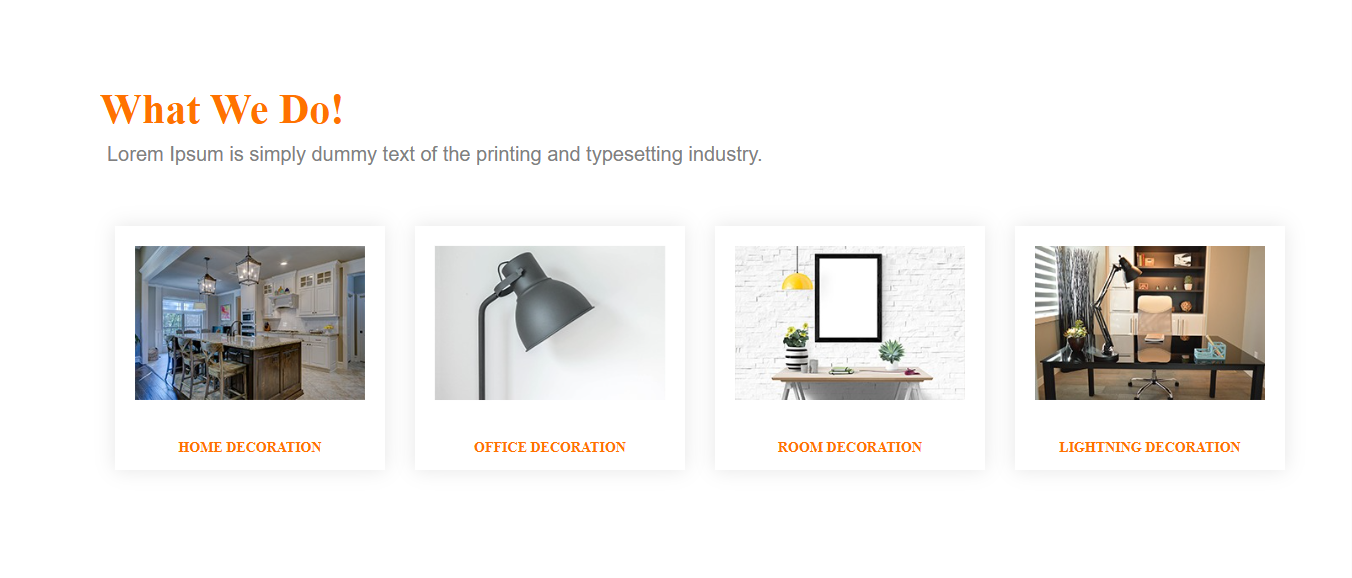 What We Do!
Lorem Ipsum is simply dummy text of the printing and typesetting industry.
HOME DECORATION
OFFICE DECORATION
ROOM DECORATION
LIGHTNING DECORATION